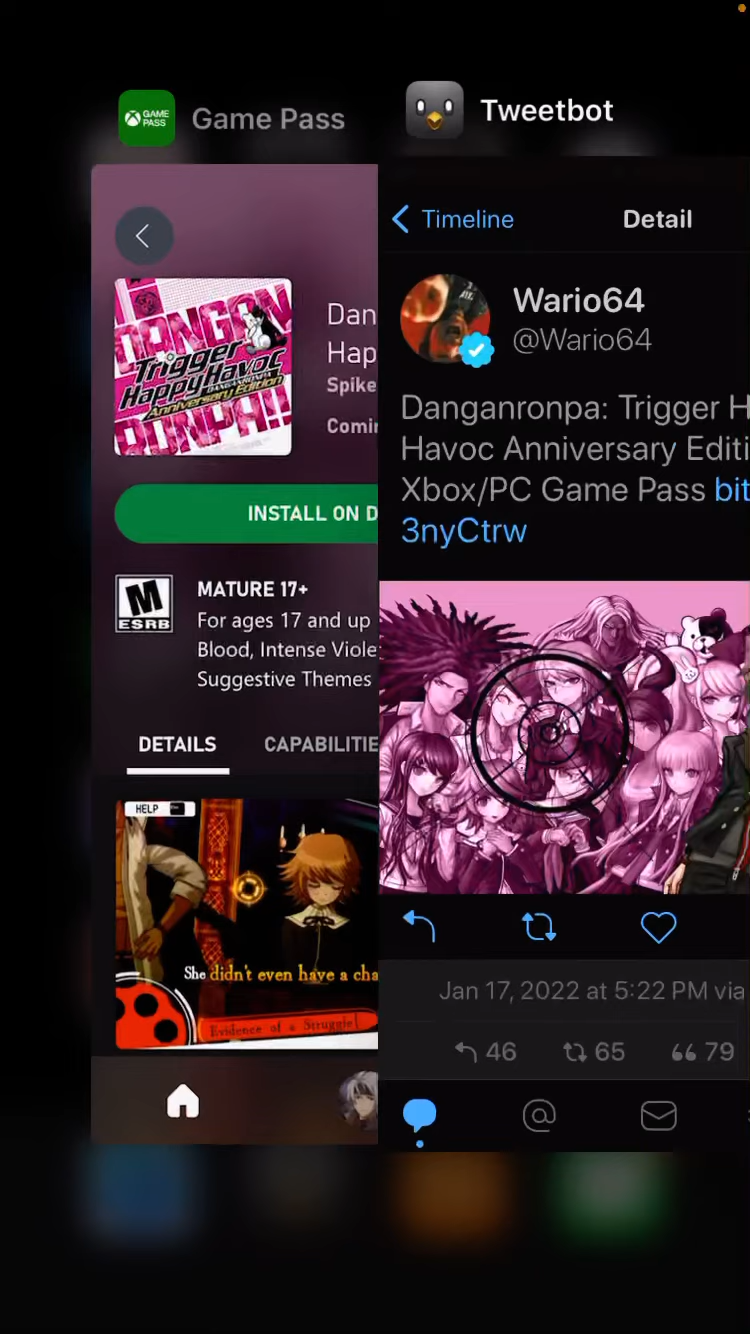 GAME
PASS
Game Pass
Tweetbot
DANGAN
Trigger
Happy Havoc
DANGANRONPA
Anniversary Edition
RONPA!!
Dan
Hap
Spike
Comi
INSTALL ON D
M
ESRB
MATURE 17+
For ages 17 and up
Blood, Intense Viole
Suggestive Themes
DETAILS
CAPABILITIE
HELP
She didn't even have a cha
Evidence of a Struggle!
Timeline
Detail
Wario64
@Wario64
Danganronpa: Trigger H
Havoc Anniversary Editi
Xbox/PC Game Pass bit
3nyCtrw
Jan 17, 2022 at 5:22 PM via
46
65
79